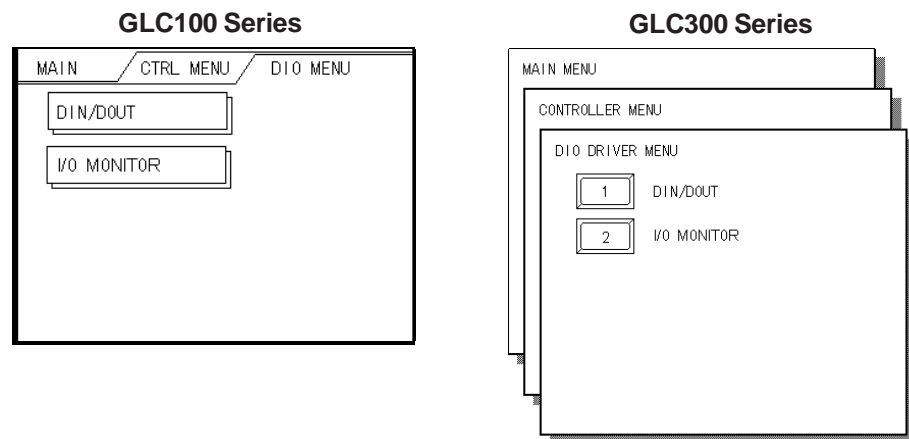 GLC100 Series
MAIN CTRL MENU DIO MENU
DIN/DOUT
I/O MONITOR
GLC300 Series
MAIN MENU
CONTROLLER MENU
DIO DRIVER MENU
1 DIN/DOUT
2 I/O MONITOR